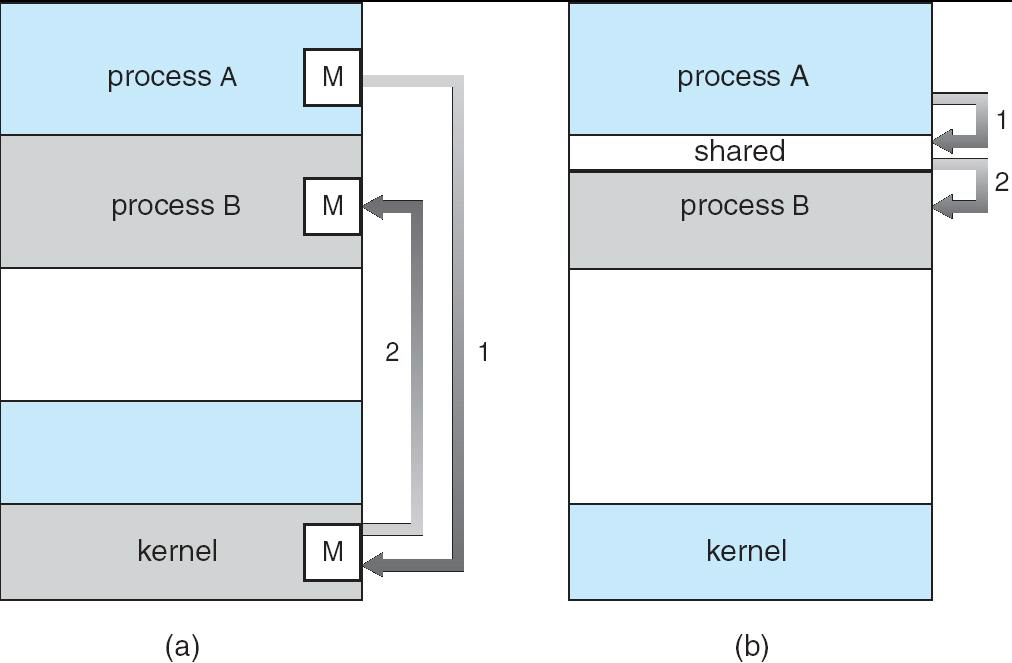 process A
M
process B
M
2
1
kernel
M
(a)
process A
1
shared
2
process B
kernel
(b)